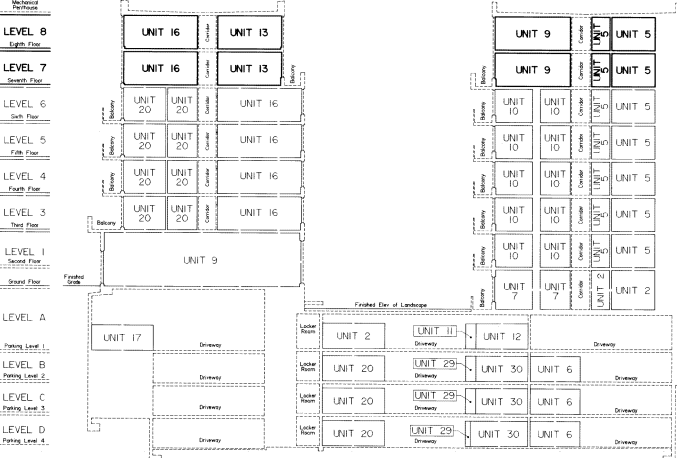 Mechanical
Penthouse
LEVEL 8
Eighth Floor
UNIT 16 Corridor UNIT 13
UNIT 9 Corridor UNIT 5 UNIT 5
LEVEL 7
Seventh Floor
UNIT 16 Corridor UNIT 13 Balcony
Balcony UNIT 9 Corridor UNIT 5 UNIT 5
LEVEL 6
Sixth Floor
Balcony UNIT 20 UNIT 20 Corridor UNIT 16
Balcony UNIT 10 UNIT 10 Corridor UNIT 5 UNIT 5
LEVEL 5
Fifth Floor
Balcony UNIT 20 UNIT 20 Corridor UNIT 16
Balcony UNIT 10 UNIT 10 Corridor UNIT 5 UNIT 5
LEVEL 4
Fourth Floor
Balcony UNIT 20 UNIT 20 Corridor UNIT 16
Balcony UNIT 10 UNIT 10 Corridor UNIT 5 UNIT 5
LEVEL 3
Third Floor
Balcony UNIT 20 UNIT 20 Corridor UNIT 16
Balcony UNIT 10 UNIT 10 Corridor UNIT 5 UNIT 5
LEVEL 1
Second Floor
UNIT 9
Balcony UNIT 10 UNIT 10 Corridor UNIT 5 UNIT 5
Ground Floor
Finished
Grade
Finished Elev of Landscape
Balcony UNIT 7 UNIT 7 Corridor UNIT 2 UNIT 2
LEVEL A
Parking Level 1
UNIT 17 Driveway
Locker
Room
UNIT 2 UNIT 11 Driveway UNIT 12 Driveway
LEVEL B
Parking Level 2
Driveway
Locker
Room
UNIT 20 UNIT 29 Driveway UNIT 30 UNIT 6 Driveway
LEVEL C
Parking Level 3
Driveway
Locker
Room
UNIT 20 UNIT 29 Driveway UNIT 30 UNIT 6 Driveway
LEVEL D
Parking Level 4
Driveway
Locker
Room
UNIT 20 UNIT 29 Driveway UNIT 30 UNIT 6 Driveway